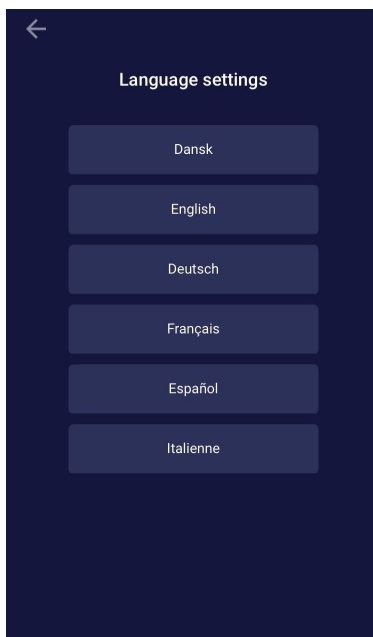 Language settings
Dansk
English
Deutsch
Français
Español
Italienne